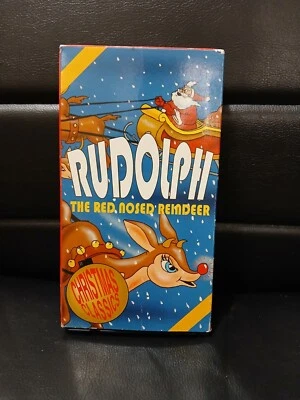 RUDOLPH
THE RED NOSED REINDEER
CHRISTMAS
CLASSICS